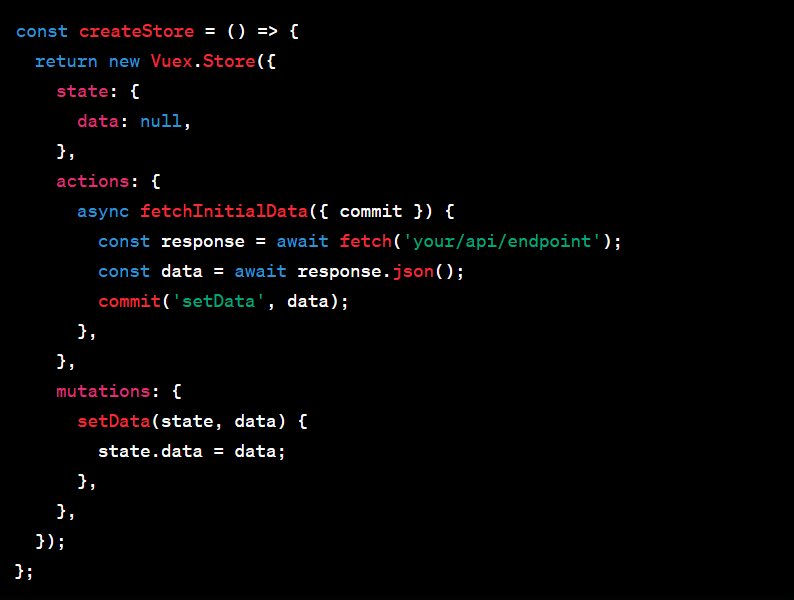 const createStore = () => {
  return new Vuex.Store({
    state: {
      data: null,
    },
    actions: {
      async fetchInitialData({ commit }) {
        const response = await fetch('your/api/endpoint');
        const data = await response.json();
        commit('setData', data);
      },
    },
    mutations: {
      setData(state, data) {
        state.data = data;
      },
    },
  });
};